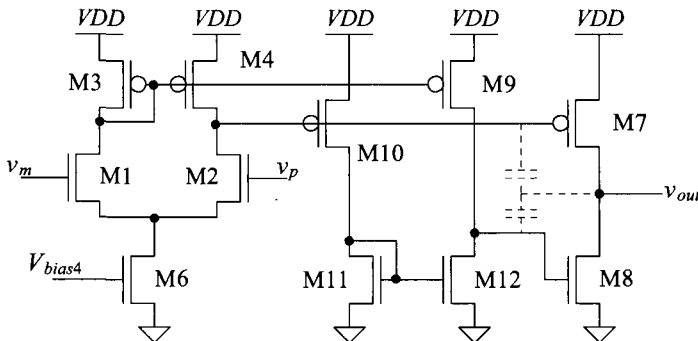 VDD VDD VDD VDD VDD
M3 M4 M9 M7
M10
v_m M1 M2 v_p
v_out
V_bias4 M6 M11 M12 M8